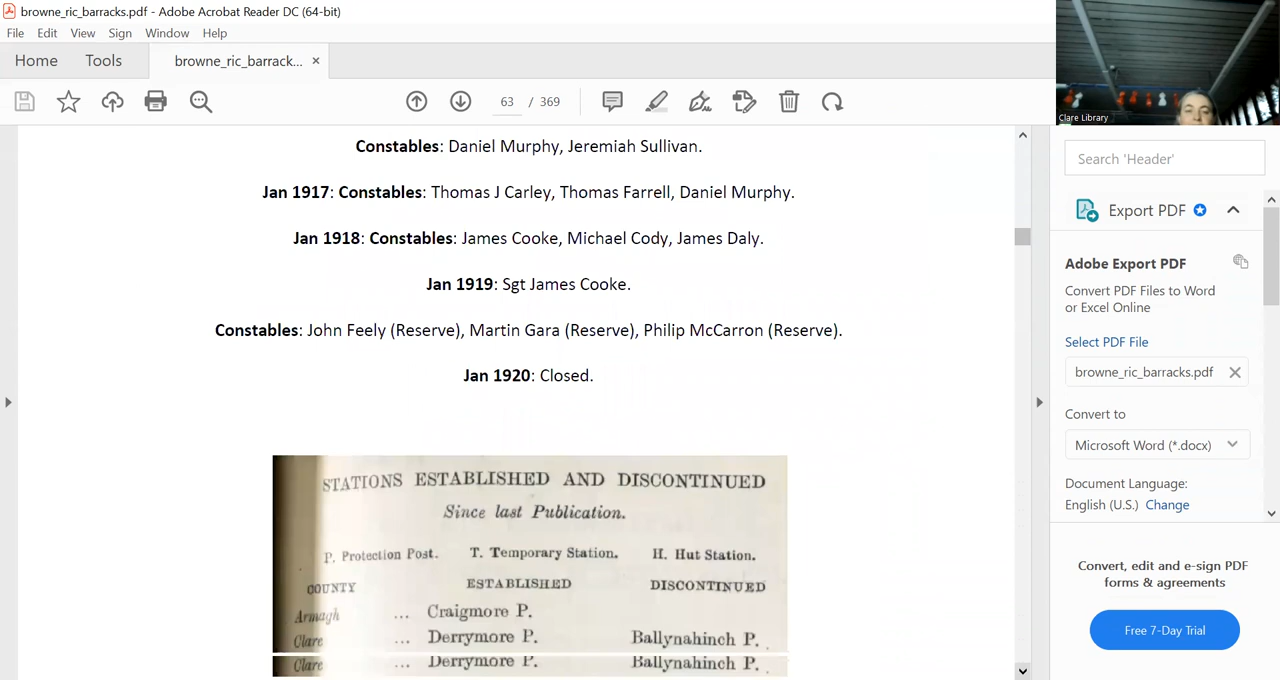 browne_ric_barracks.pdf - Adobe Acrobat Reader DC (64-bit)
File Edit View Sign Window Help
Home Tools browne_ric_barrack... ×
63 / 369
Clare Library
Constables: Daniel Murphy, Jeremiah Sullivan.
Jan 1917: Constables: Thomas J Carley, Thomas Farrell, Daniel Murphy.
Jan 1918: Constables: James Cooke, Michael Cody, James Daly.
Jan 1919: Sgt James Cooke.
Constables: John Feely (Reserve), Martin Gara (Reserve), Philip McCarron (Reserve).
Jan 1920: Closed.
STATIONS ESTABLISHED AND DISCONTINUED
Since last Publication.
P. Protection Post. T. Temporary Station. H. Hut Station.
COUNTY ESTABLISHED DISCONTINUED
Armagh ... Craigmore P.
Clare ... Derrymore P. Ballynahinch P.
Clare ... Derrymore P. Ballynahinch P.
Search 'Header'
Export PDF
Adobe Export PDF
Convert PDF Files to Word
or Excel Online
Select PDF File
browne_ric_barracks.pdf
Convert to
Microsoft Word (*.docx)
Document Language:
English (U.S.) Change
Convert, edit and e-sign PDF
forms & agreements
Free 7-Day Trial